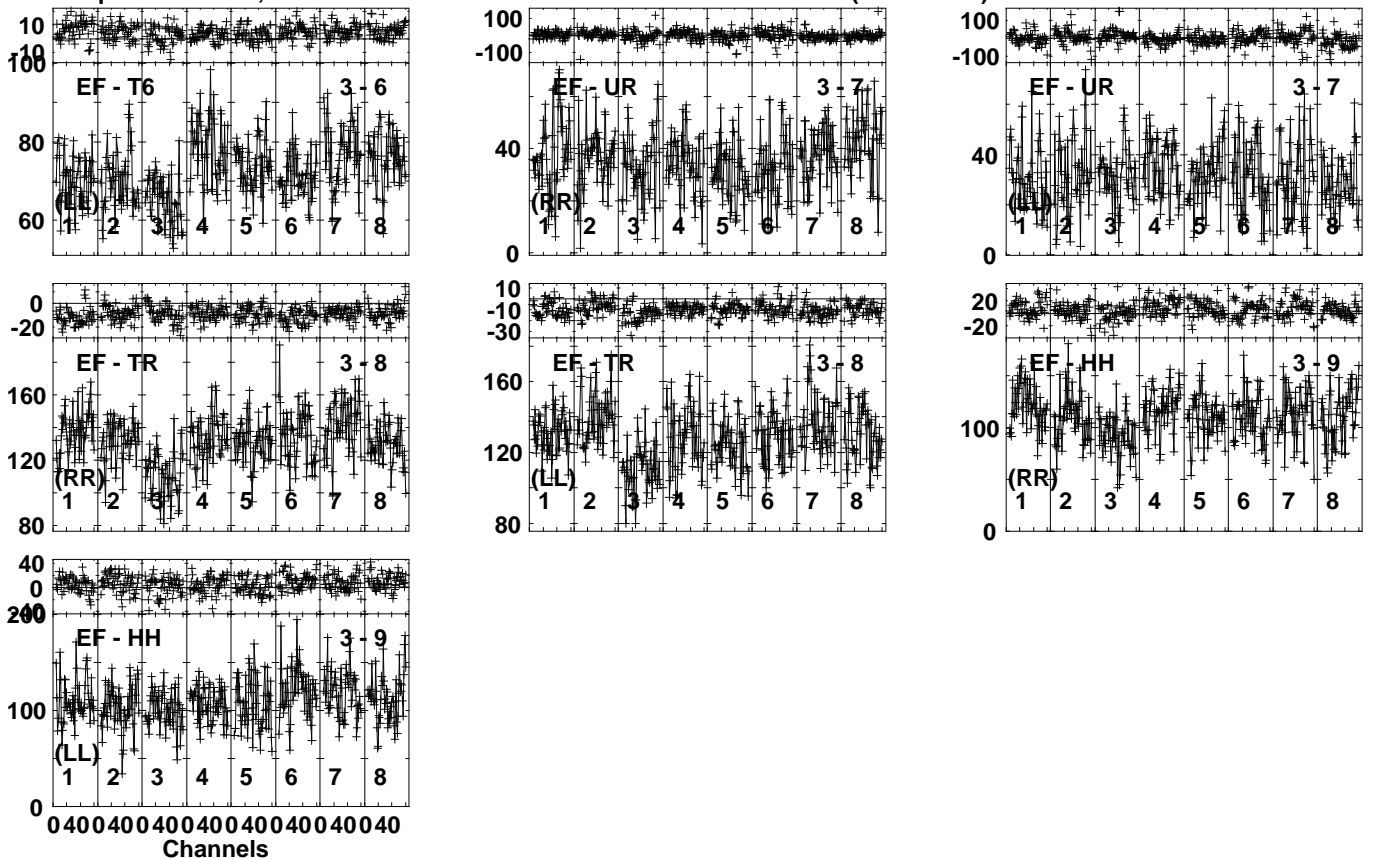 10
-10
100
EF - T6 3 - 6
80
(LL)
60
1 2 3 4 5 6 7 8
100
-100
EF - UR 3 - 7
40
(RR)
1 2 3 4 5 6 7 8
0
100
-100
EF - UR 3 - 7
40
(LL)
1 2 3 4 5 6 7 8
0
0
-20
EF - TR 3 - 8
160
120
(RR)
1 2 3 4 5 6 7 8
80
10
-10
-30
EF - TR 3 - 8
160
120
(LL)
1 2 3 4 5 6 7 8
80
20
-20
EF - HH 3 - 9
100
(RR)
1 2 3 4 5 6 7 8
0
40
0
-40
200
EF - HH 3 - 9
100
(LL)
1 2 3 4 5 6 7 8
0
0 40 0 40 0 40 0 40 0 40 0 40 0 40 0 40
Channels